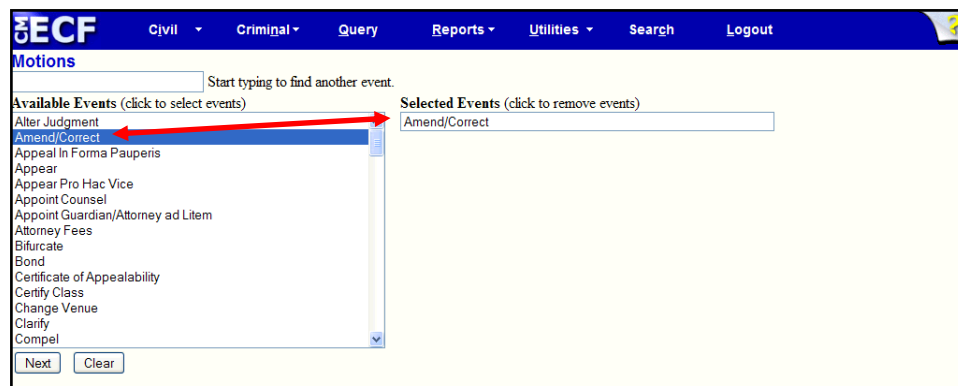 CM ECF Civil Criminal Query Reports Utilities Search Logout ?
Motions
Start typing to find another event.
Available Events (click to select events)
Alter Judgment
Amend/Correct
Appeal In Forma Pauperis
Appear
Appear Pro Hac Vice
Appoint Counsel
Appoint Guardian/Attorney ad Litem
Attorney Fees
Bifurcate
Bond
Certificate of Appealability
Certify Class
Change Venue
Clarify
Compel
Selected Events (click to remove events)
Amend/Correct
Next Clear